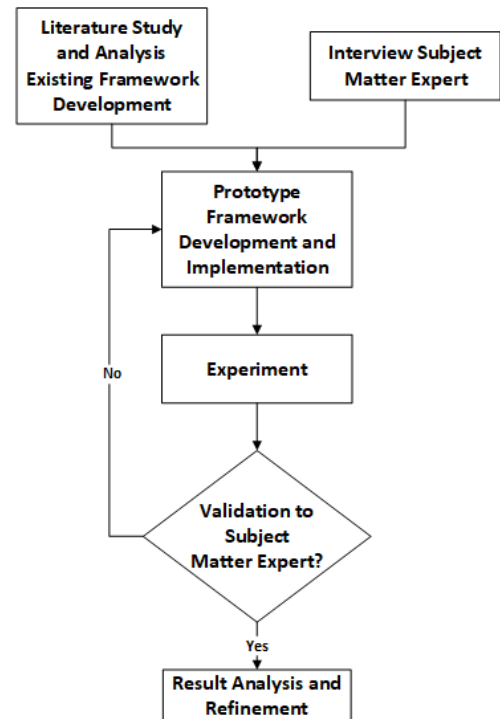 Literature Study
and Analysis
Existing Framework
Development
Interview Subject
Matter Expert
Prototype
Framework
Development and
Implementation
Experiment
No
Validation to
Subject
Matter Expert?
Yes
Result Analysis and
Refinement